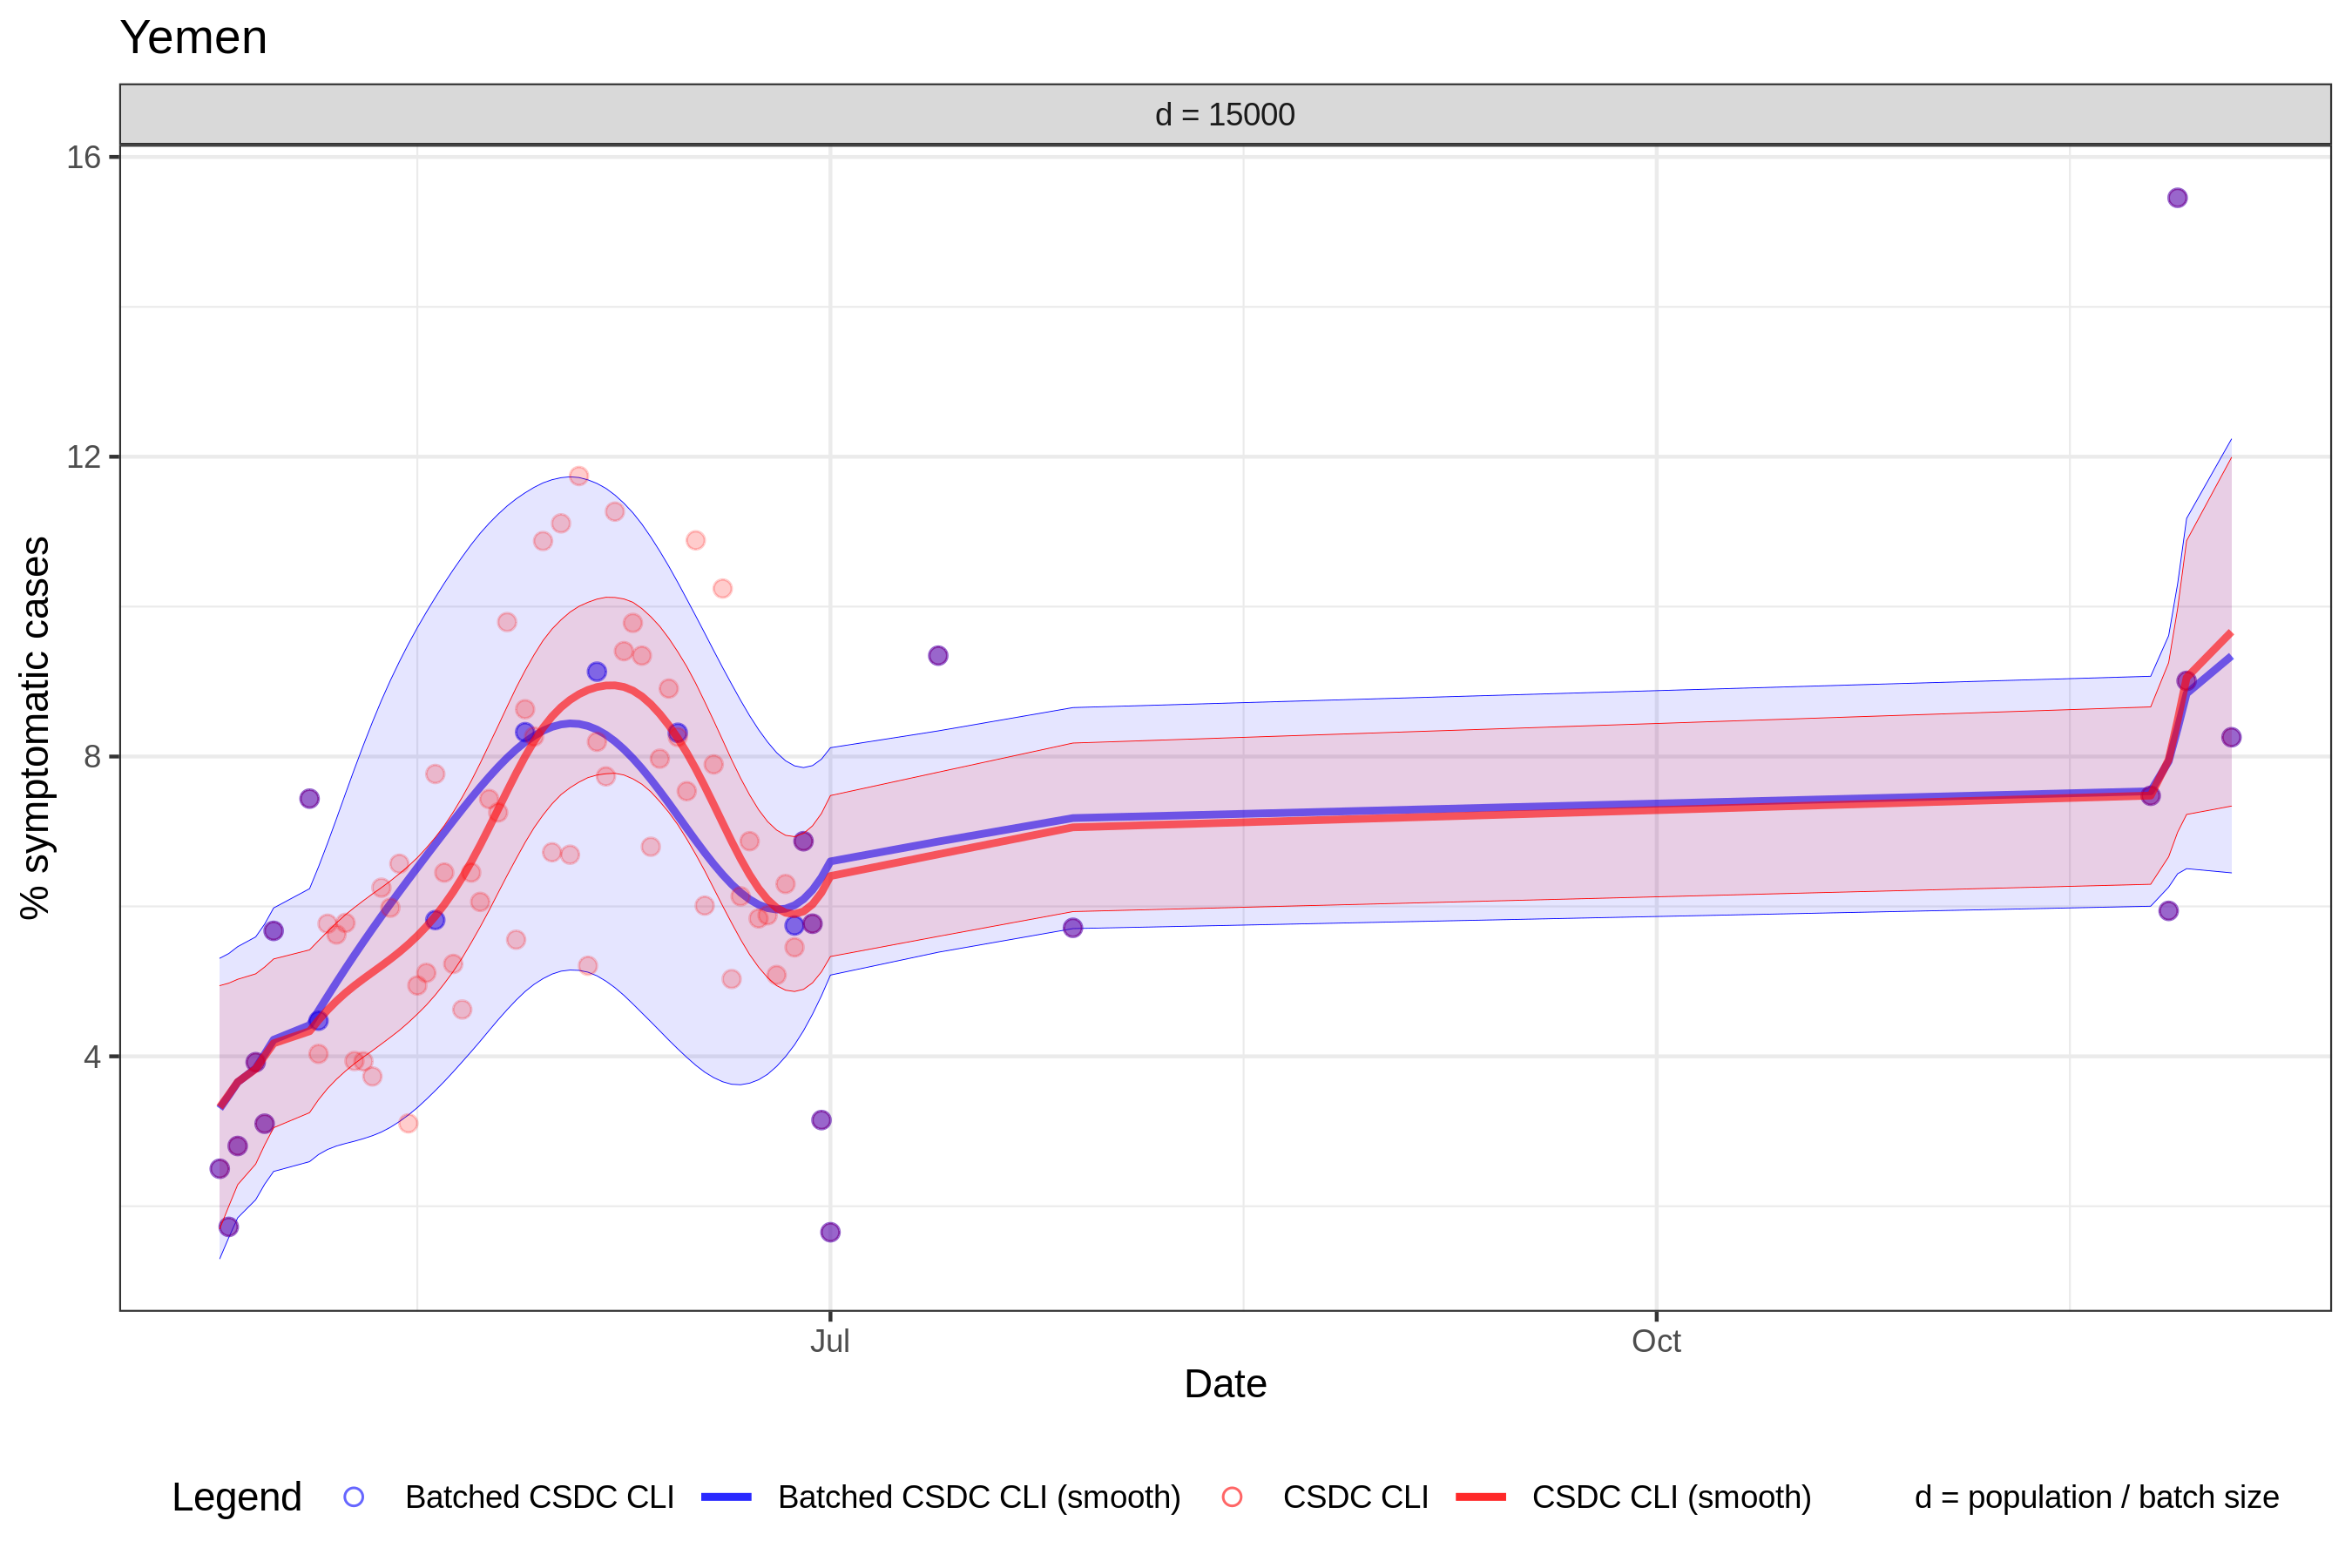 Yemen
d = 15000
16
12
8
4
% symptomatic cases
Jul
Oct
Date
Legend
Batched CSDC CLI
Batched CSDC CLI (smooth)
CSDC CLI
CSDC CLI (smooth)
d = population / batch size